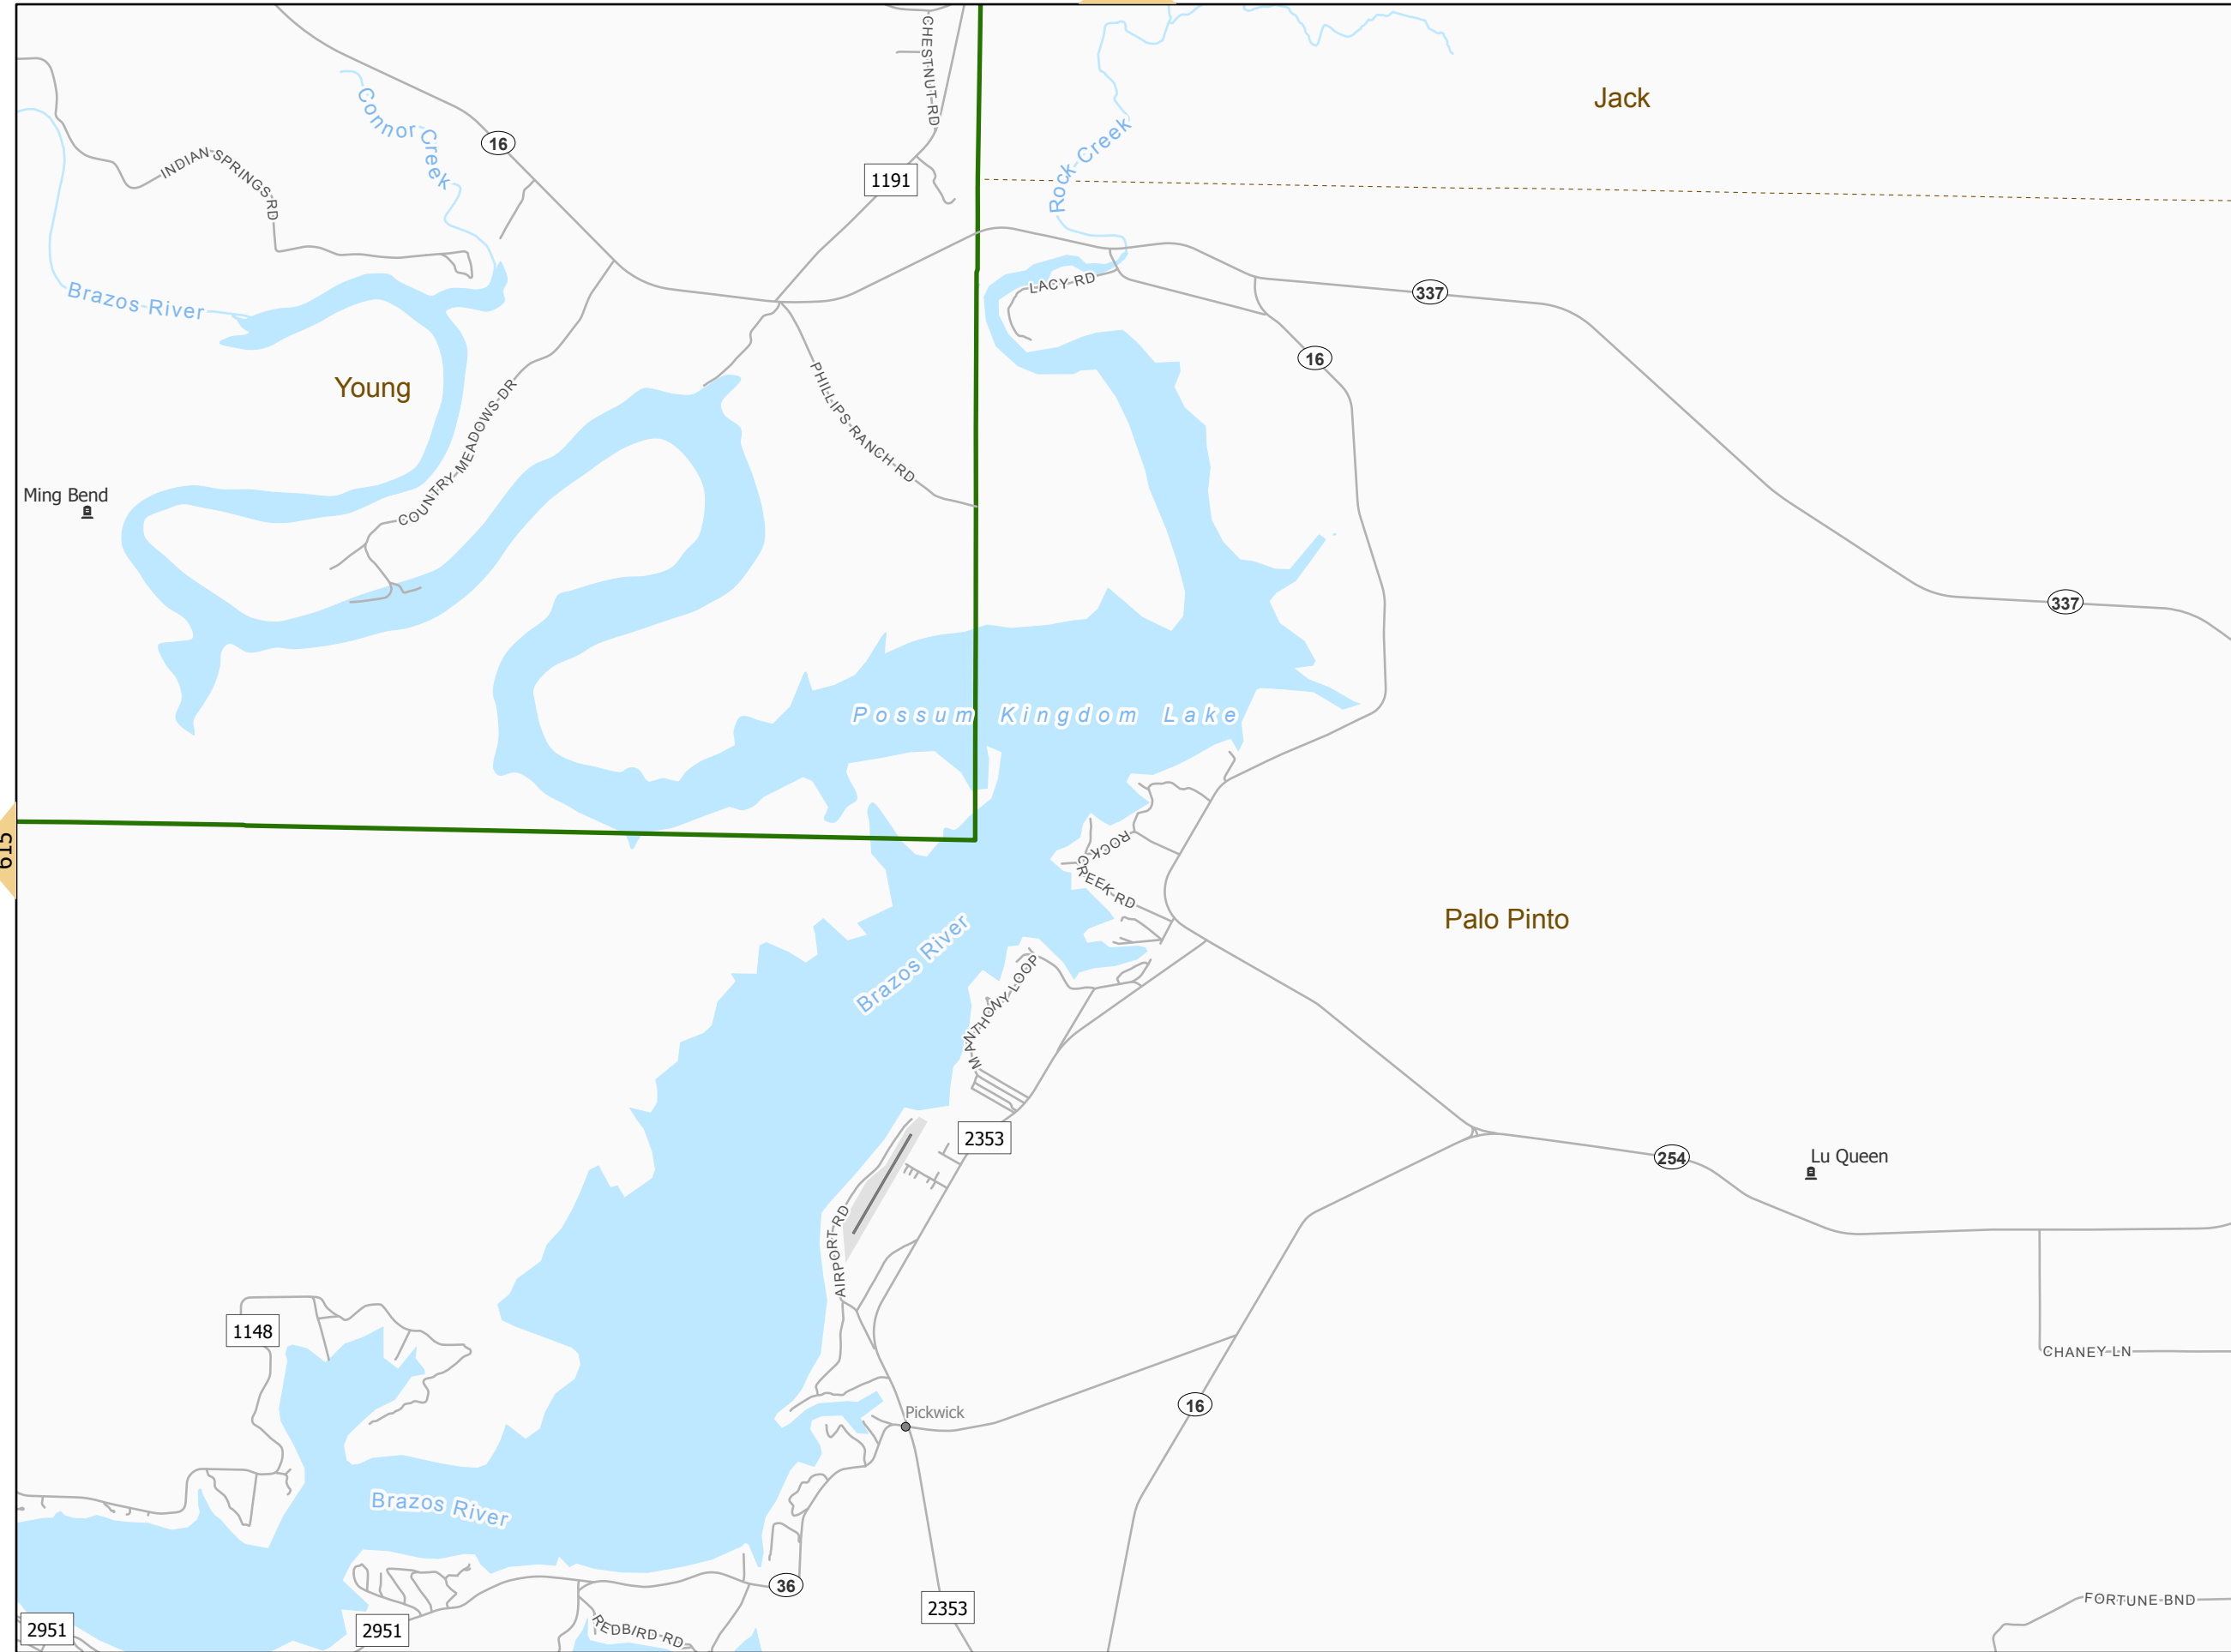 CHESTNUT RD
Jack
Connor Creek
16
Rock Creek
INDIAN SPRINGS RD
1191
Brazos River
LACY RD
337
16
Young
PHILLIPS RANCH RD
COUNTRY MEADOWS DR
Ming Bend
337
Possum Kingdom Lake
615
ROCK CREEK RD
Palo Pinto
Brazos River
M ANTHONY LOOP
2353
254
Lu Queen
AIRPORT RD
1148
CHANEY LN
16
Pickwick
Brazos River
36
2353
FORTUNE BND
2951
2951
REDBIRD RD